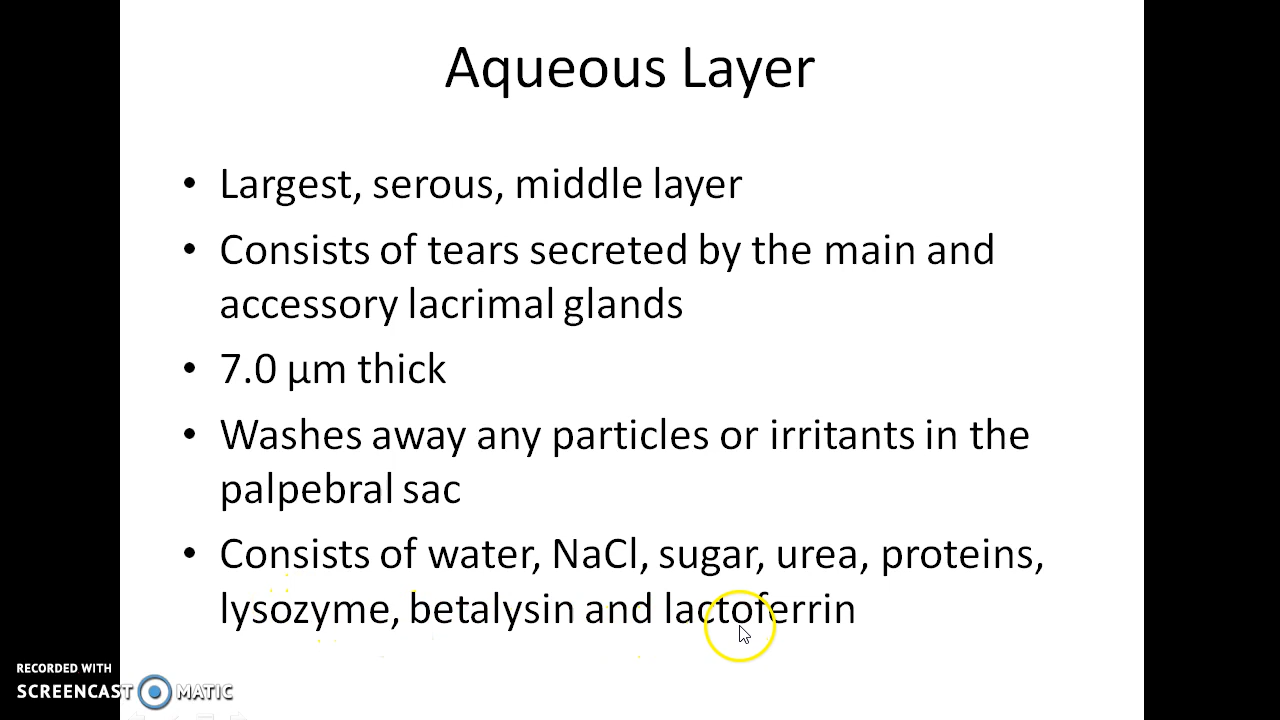 Aqueous Layer
• Largest, serous, middle layer
• Consists of tears secreted by the main and
accessory lacrimal glands
• 7.0 µm thick
• Washes away any particles or irritants in the
palpebral sac
• Consists of water, NaCl, sugar, urea, proteins,
lysozyme, betalysin and lactoferrin
RECORDED WITH
SCREENCAST MATIC